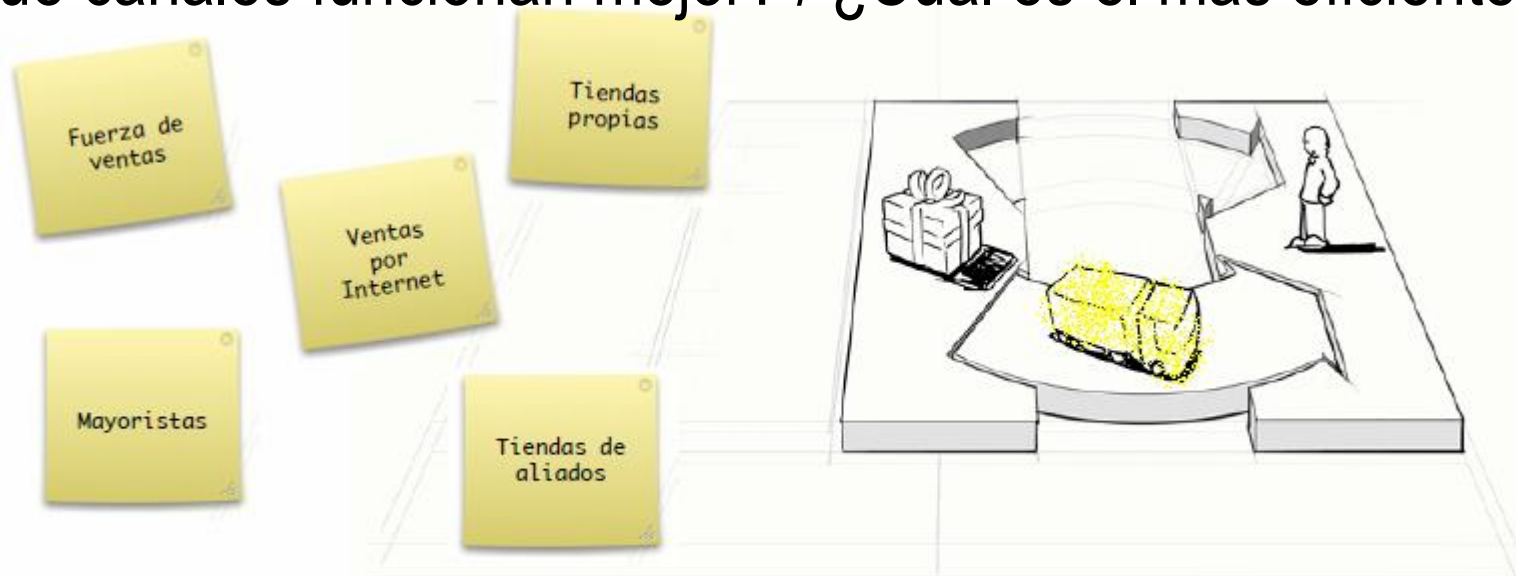 que canales funcionan mejor? / ¿Cuál es el más eficiente
Fuerza de
ventas
Tiendas
propias
Ventas
por
Internet
Mayoristas
Tiendas de
aliados